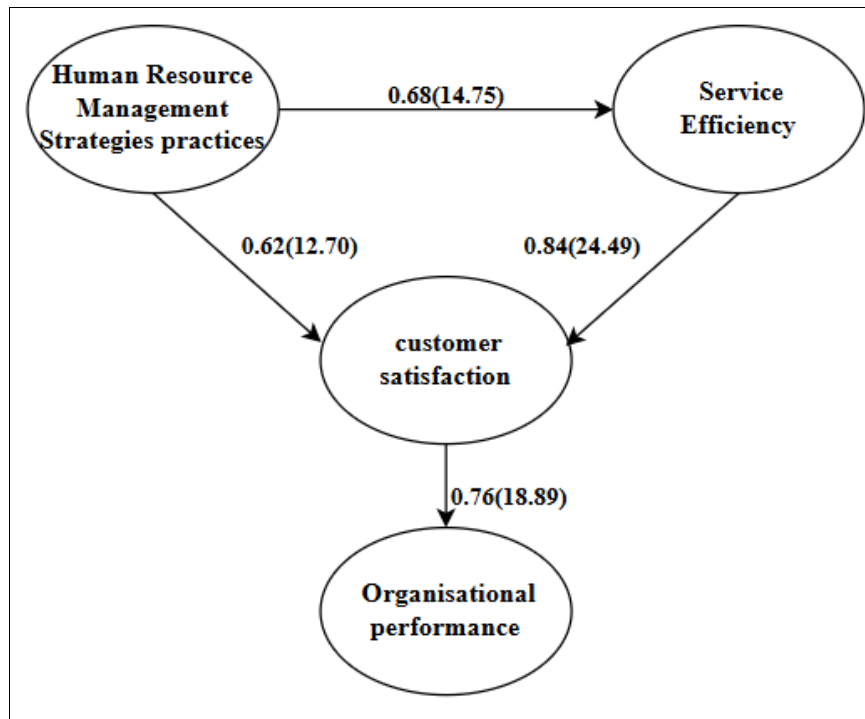 Human Resource
Management
Strategies practices
0.68(14.75)
Service
Efficiency
0.62(12.70)
0.84(24.49)
customer
satisfaction
0.76(18.89)
Organisational
performance